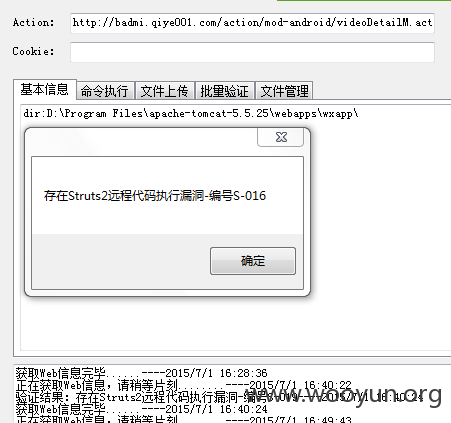 Action: http://badmi.qiye001.com/action/mod-android/videoDetailM.act
Cookie:
基本信息 命令执行 文件上传 批量验证 文件管理
dir:D:\Program Files\apache-tomcat-5.5.25\webapps\wxapp\
存在Struts2远程代码执行漏洞-编号S-016
确定
获取Web信息完毕......----2015/7/1 16:28:36
正在获取Web信息，请稍等片刻........----2015/7/1 16:40:22
验证结果：存在Struts2远程代码执行漏洞-编号
获取Web信息完毕......----2015/7/1 16:40:24
正在获取Web信息，请稍等片刻........----2015/7/1 16:49:43
www.wooyun.org